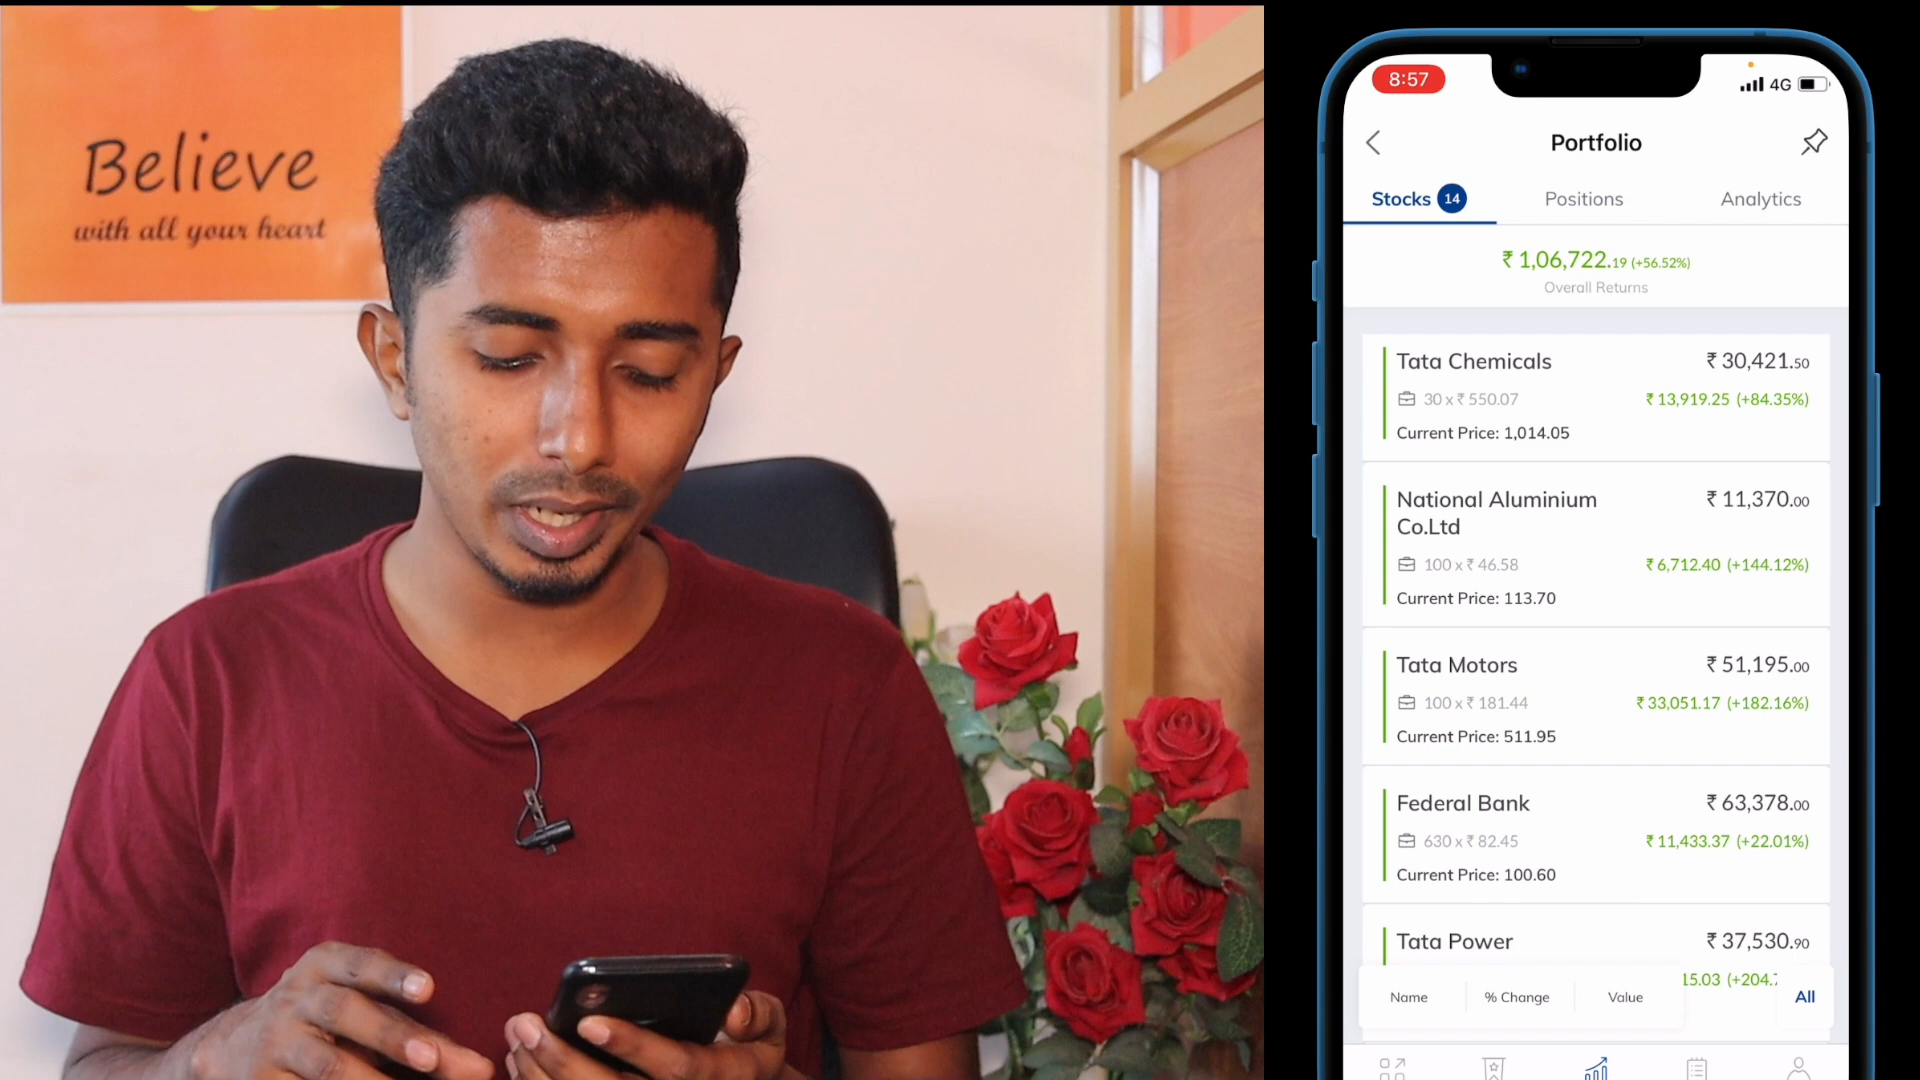 Believe
with all your heart
8:57
4G
Portfolio
Stocks 14
Positions
Analytics
₹ 1,06,722.19 (+56.52%)
Overall Returns
Tata Chemicals
₹ 30,421.50
30 x ₹ 550.07
₹ 13,919.25 (+84.35%)
Current Price: 1,014.05
National Aluminium
Co.Ltd
₹ 11,370.00
100 x ₹ 46.58
₹ 6,712.40 (+144.12%)
Current Price: 113.70
Tata Motors
₹ 51,195.00
100 x ₹ 181.44
₹ 33,051.17 (+182.16%)
Current Price: 511.95
Federal Bank
₹ 63,378.00
630 x ₹ 82.45
₹ 11,433.37 (+22.01%)
Current Price: 100.60
Tata Power
₹ 37,530.90
15.03 (+204.
Name
% Change
Value
All